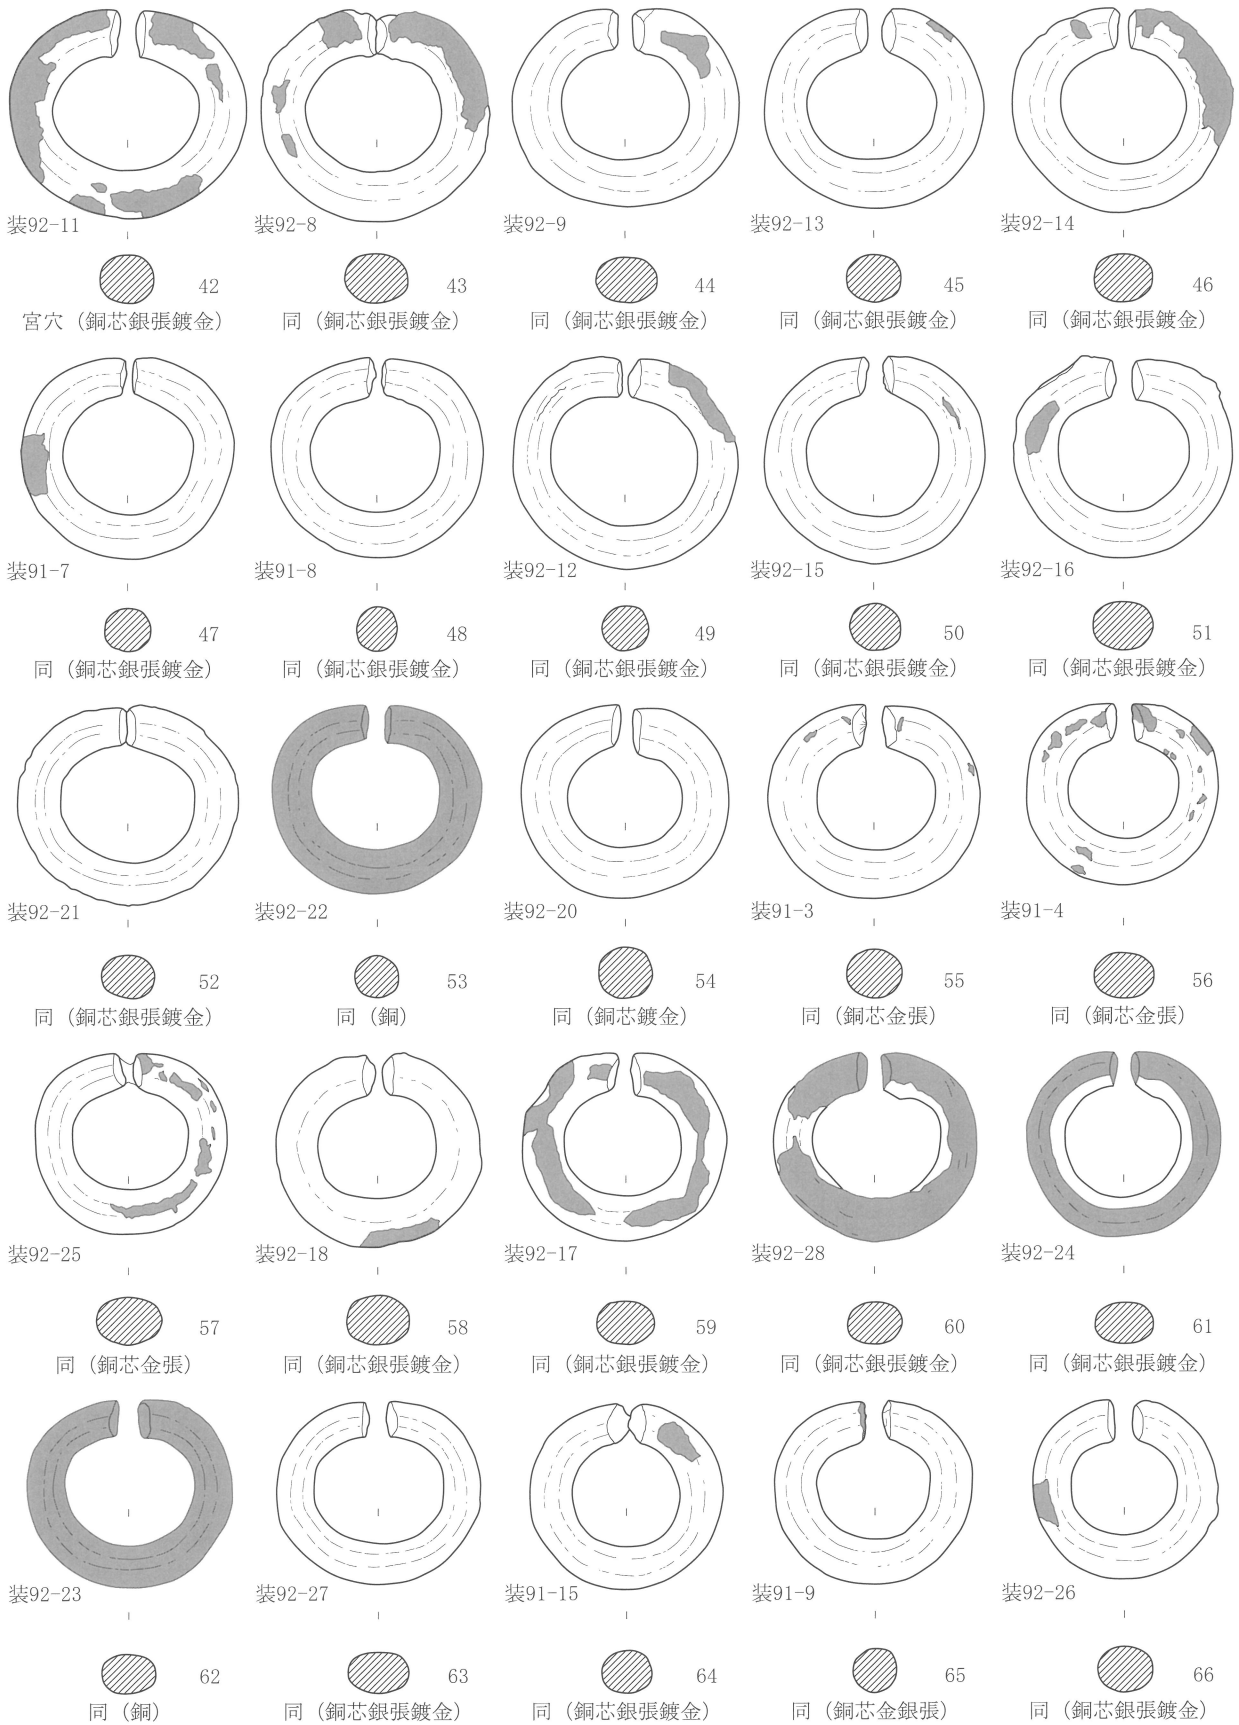 装92-11
装92-8
装92-9
装92-13
装92-14
42
43
44
45
46
宮穴（銅芯銀張鍍金）
同（銅芯銀張鍍金）
同（銅芯銀張鍍金）
同（銅芯銀張鍍金）
同（銅芯銀張鍍金）
装91-7
装91-8
装92-12
装92-15
装92-16
47
48
49
50
51
同（銅芯銀張鍍金）
同（銅芯銀張鍍金）
同（銅芯銀張鍍金）
同（銅芯銀張鍍金）
同（銅芯銀張鍍金）
装92-21
装92-22
装92-20
装91-3
装91-4
52
53
54
55
56
同（銅芯銀張鍍金）
同（銅）
同（銅芯鍍金）
同（銅芯金張）
同（銅芯金張）
装92-25
装92-18
装92-17
装92-28
装92-24
57
58
59
60
61
同（銅芯金張）
同（銅芯銀張鍍金）
同（銅芯銀張鍍金）
同（銅芯銀張鍍金）
同（銅芯銀張鍍金）
装92-23
装92-27
装91-15
装91-9
装92-26
62
63
64
65
66
同（銅）
同（銅芯銀張鍍金）
同（銅芯銀張鍍金）
同（銅芯金銀張）
同（銅芯銀張鍍金）